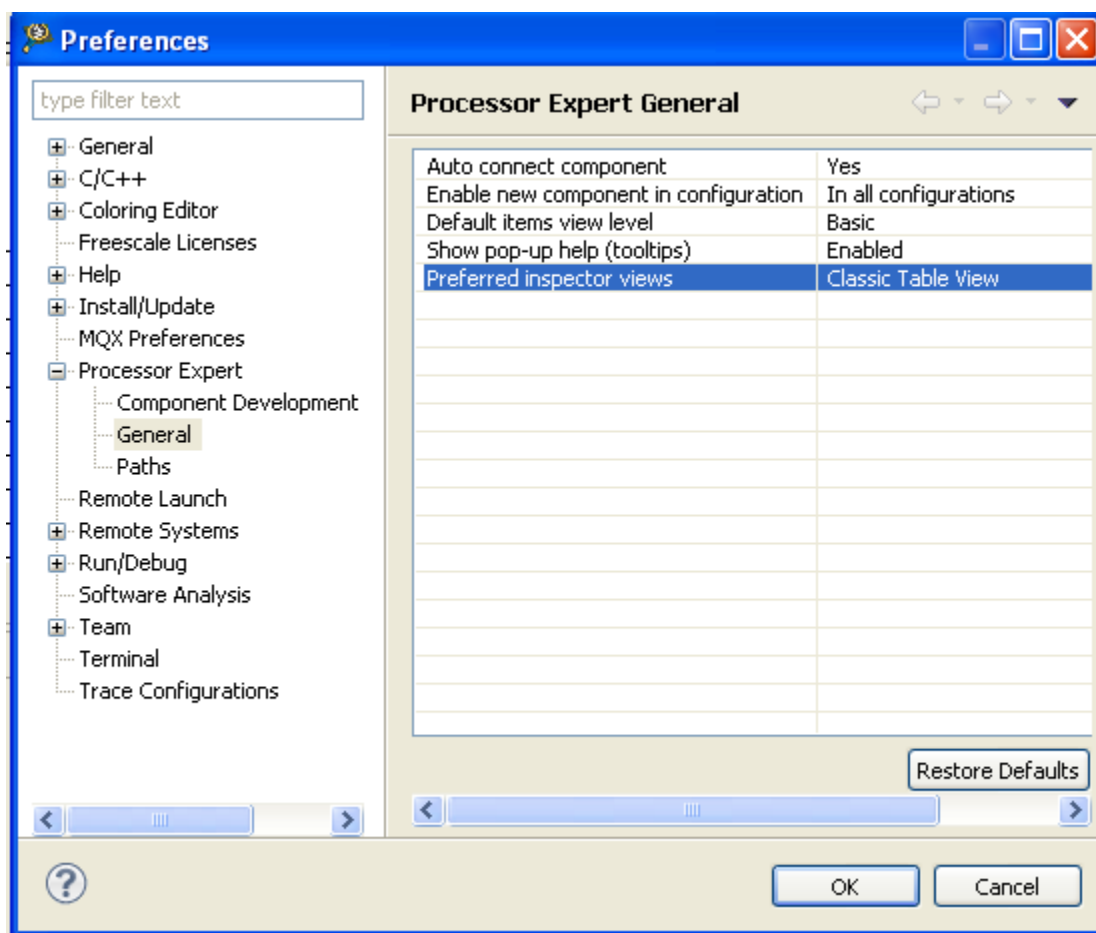 Preferences
type filter text
General
C/C++
Coloring Editor
Freescale Licenses
Help
Install/Update
MQX Preferences
Processor Expert
Component Development
General
Paths
Remote Launch
Remote Systems
Run/Debug
Software Analysis
Team
Terminal
Trace Configurations
Processor Expert General
Auto connect component Yes
Enable new component in configuration In all configurations
Default items view level Basic
Show pop-up help (tooltips) Enabled
Preferred inspector views Classic Table View
Restore Defaults
OK Cancel